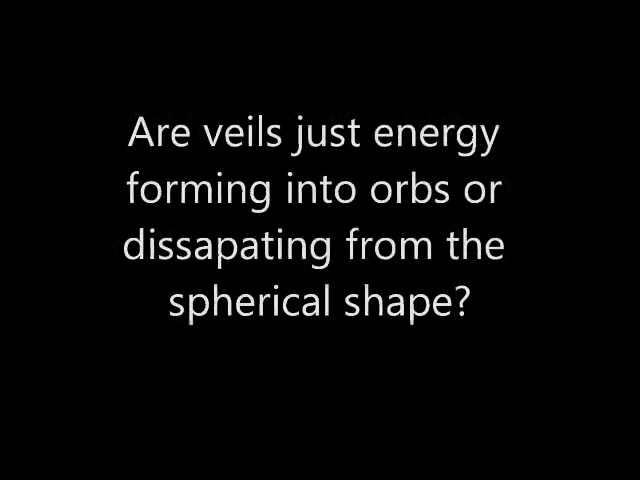 Are veils just energy
forming into orbs or
dissapating from the
spherical shape?